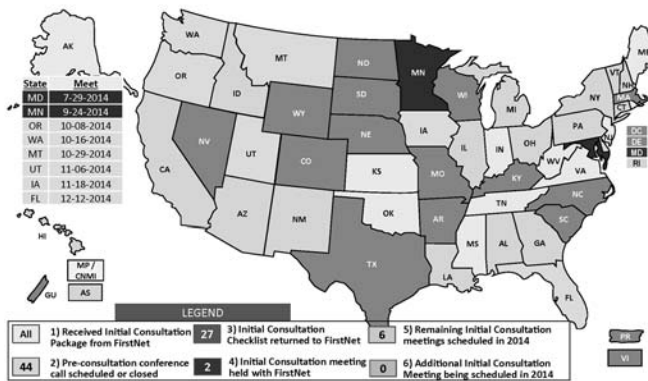 AK
WA
MT
ND
MN
ME
VT
NH
State Meet
MD 7-29-2014
MN 9-24-2014
OR 10-08-2014
WA 10-16-2014
MT 10-29-2014
UT 11-06-2014
IA 11-18-2014
FL 12-12-2014
OR
ID
SD
WI
MI
NY
MA
CT
WY
NE
IA
PA
NJ
DC
DE
MD
RI
NV
UT
CO
IL
IN
OH
WV
VA
CA
KS
MO
KY
NC
TN
AZ
NM
OK
AR
SC
MS
AL
GA
TX
LA
FL
HI
MP /
CNMI
GU
AS
LEGEND
All 1) Received Initial Consultation
Package from FirstNet
27 3) Initial Consultation
Checklist returned to FirstNet
6 5) Remaining Initial Consultation
meetings scheduled in 2014
44 2) Pre-consultation conference
call scheduled or closed
2 4) Initial Consultation meeting
held with FirstNet
0 6) Additional Initial Consultation
Meeting being scheduled in 2014
PR
VI